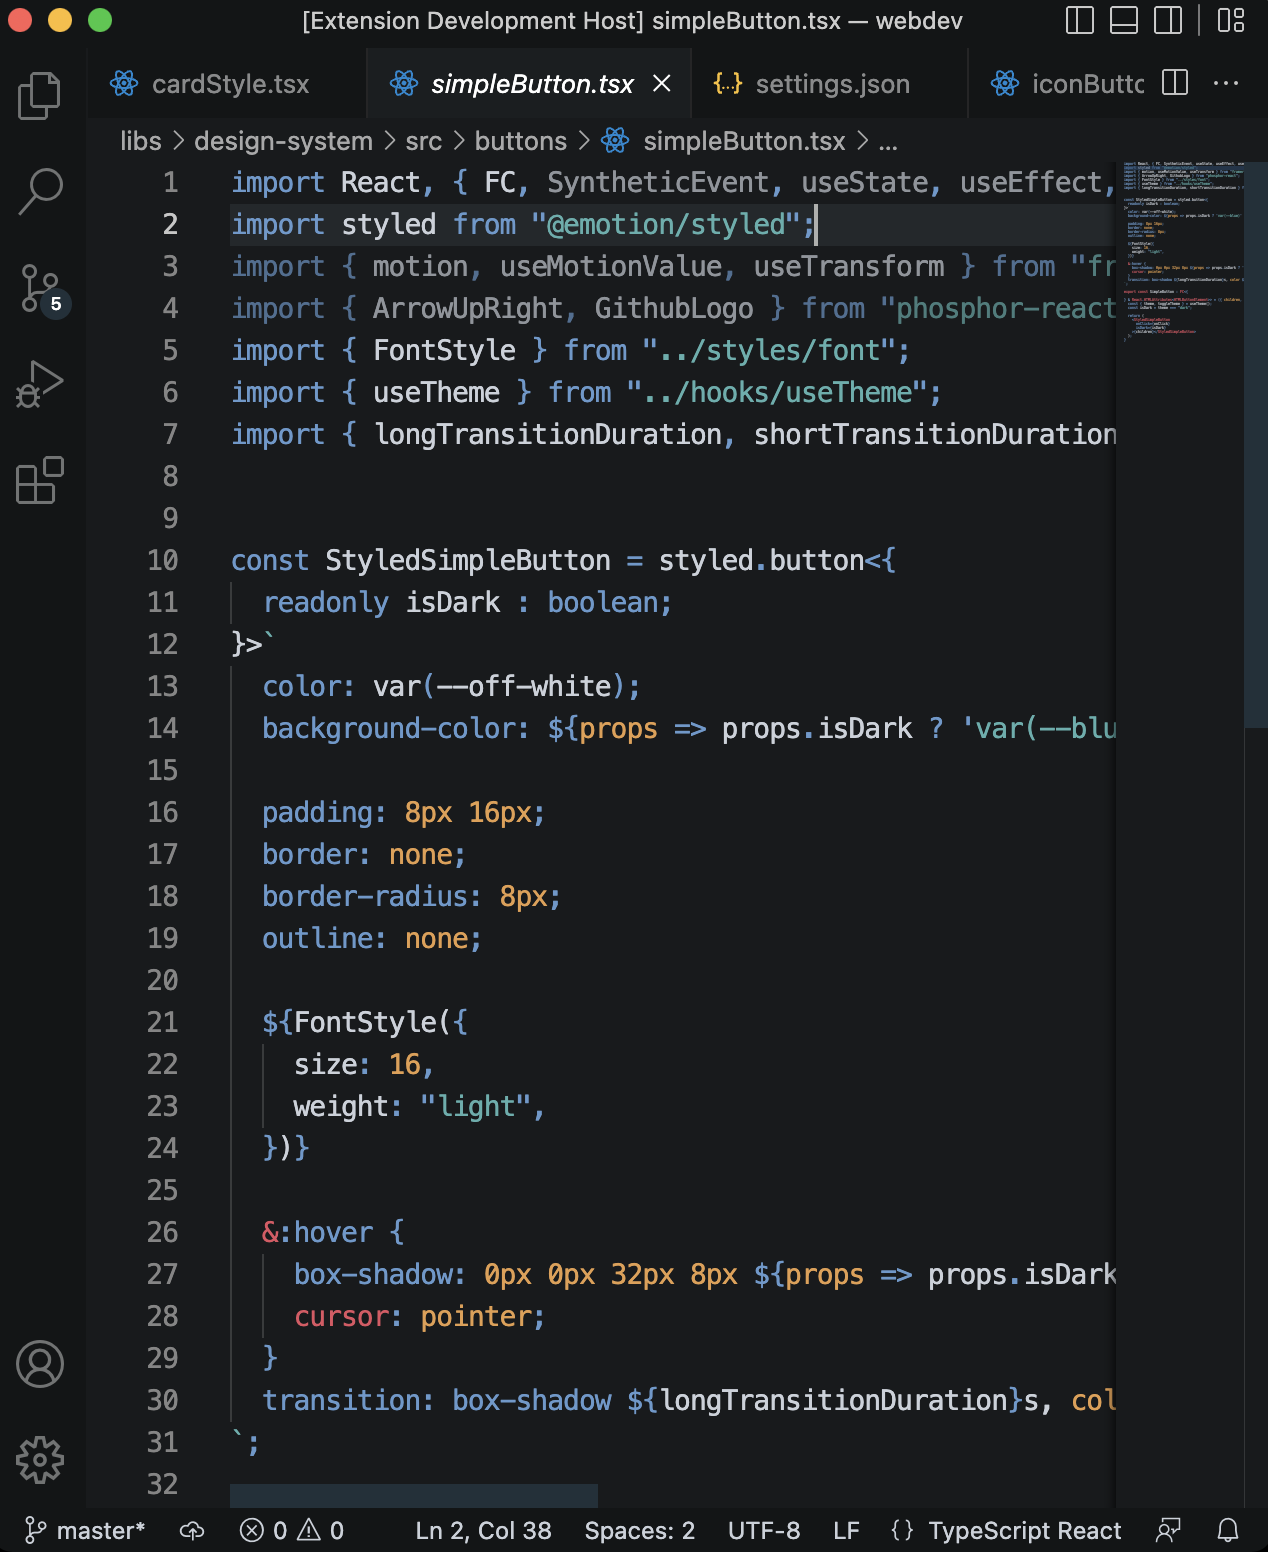 [Extension Development Host] simpleButton.tsx — webdev
cardStyle.tsx simpleButton.tsx settings.json iconButto
libs > design-system > src > buttons > simpleButton.tsx > ...
1 import React, { FC, SyntheticEvent, useState, useEffect,
2 import styled from "@emotion/styled";
3 import { motion, useMotionValue, useTransform } from "fr
4 import { ArrowUpRight, GithubLogo } from "phosphor-react
5 import { FontStyle } from "../styles/font";
6 import { useTheme } from "../hooks/useTheme";
7 import { longTransitionDuration, shortTransitionDuration
8
9
10 const StyledSimpleButton = styled.button<{
11 readonly isDark : boolean;
12 }>`
13 color: var(--off-white);
14 background-color: ${props => props.isDark ? 'var(--blu
15
16 padding: 8px 16px;
17 border: none;
18 border-radius: 8px;
19 outline: none;
20
21 ${FontStyle({
22 size: 16,
23 weight: "light",
24 })}
25
26 &:hover {
27 box-shadow: 0px 0px 32px 8px ${props => props.isDark
28 cursor: pointer;
29 }
30 transition: box-shadow ${longTransitionDuration}s, col
31 `;
32
5
master* 0 0 Ln 2, Col 38 Spaces: 2 UTF-8 LF {} TypeScript React